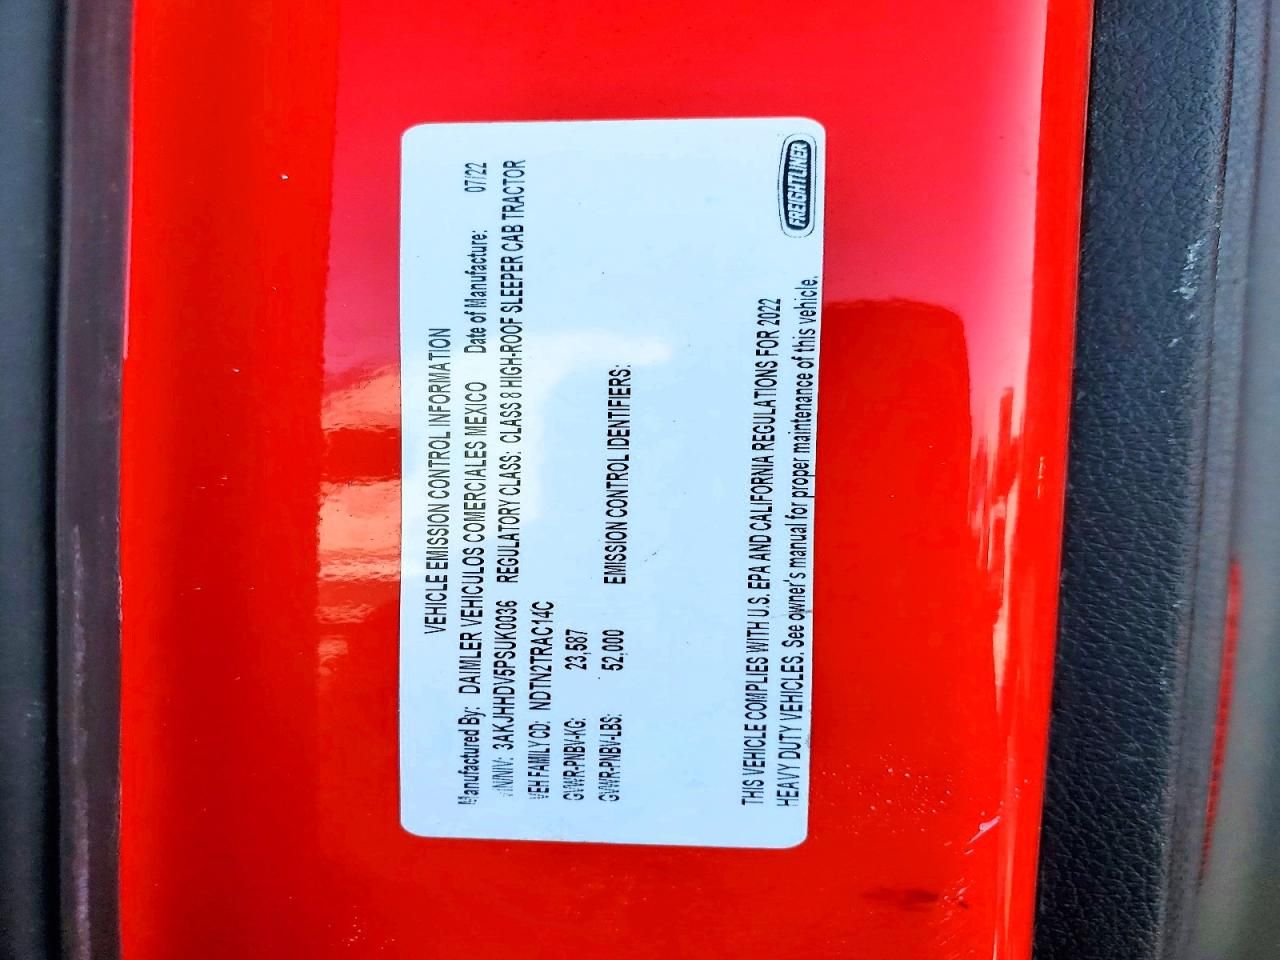 VEHICLE EMISSION CONTROL INFORMATION
Manufactured By: DAIMLER VEHICULOS COMERCIALES MEXICO Date of Manufacture: 07/22
VIN/NIV: 3AKJHHDV5PSUK0036 REGULATORY CLASS: CLASS 8 HIGH-ROOF SLEEPER CAB TRACTOR
VEH FAMILY CD: NDTN2TRAC14C
GVWR-PNBV-KG: 23,587
GVWR-PNBV-LBS: 52,000 EMISSION CONTROL IDENTIFIERS:
THIS VEHICLE COMPLIES WITH U.S. EPA AND CALIFORNIA REGULATIONS FOR 2022
HEAVY DUTY VEHICLES. See owner's manual for proper maintenance of this vehicle.
FREIGHTLINER